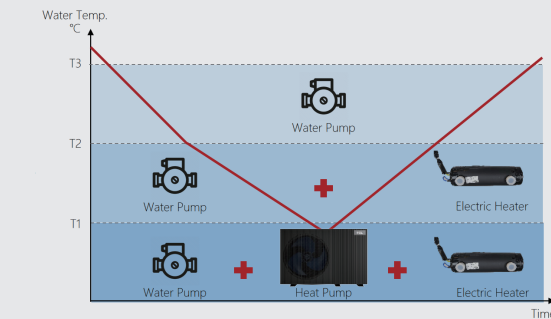 Water Temp.
°C
T3
Water Pump
T2
Water Pump
Electric Heater
T1
Water Pump
Heat Pump
Electric Heater
Time